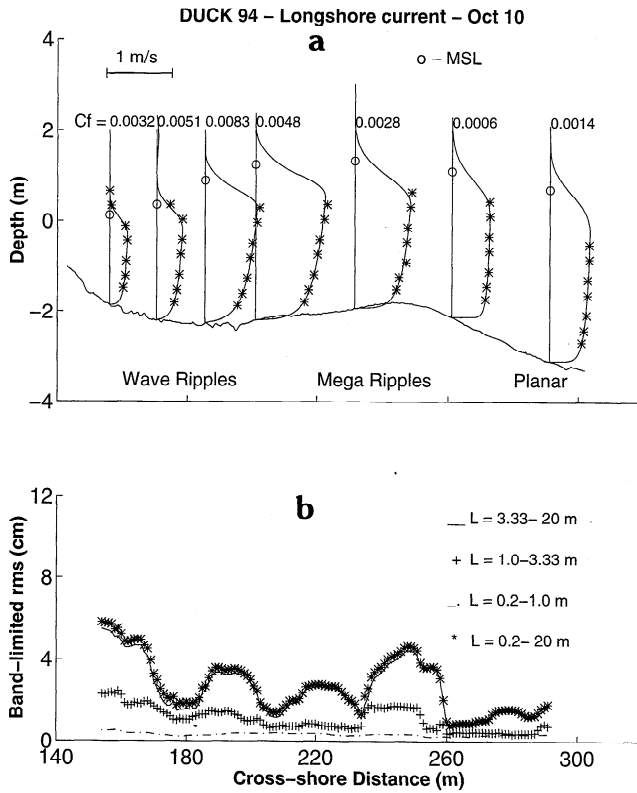 DUCK 94 – Longshore current – Oct 10
a
4
1 m/s
o – MSL
Cf = 0.0032 0.0051 0.0083 0.0048 0.0028 0.0006 0.0014
2
0
−2
−4
Depth (m)
Wave Ripples Mega Ripples Planar
b
12
8
4
0
Band–limited rms (cm)
— L = 3.33– 20 m
+ L = 1.0–3.33 m
_. L = 0.2–1.0 m
* L = 0.2– 20 m
140 180 220 260 300
Cross–shore Distance (m)